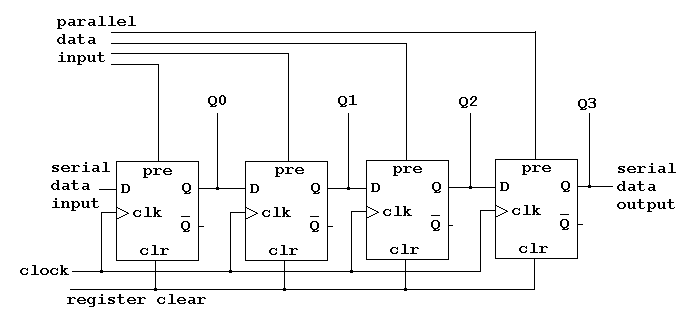 parallel
data
input
Q0 Q1 Q2 Q3
serial
data
input
pre pre pre pre
D Q D Q D Q D Q
serial
data
output
clk clk clk clk
Q̅ Q̅ Q̅ Q̅
clr clr clr clr
clock
register clear